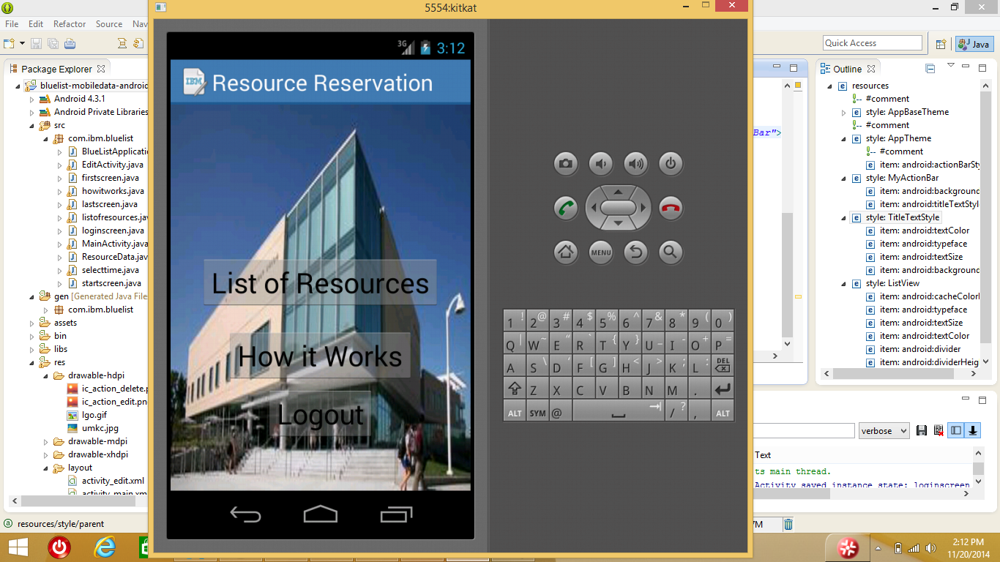 5554:kitkat
File Edit Refactor Source Nav
Quick Access
Java
Package Explorer
bluelist-mobiledata-android
Android 4.3.1
Android Private Libraries
src
com.ibm.bluelist
BlueListApplicatio
EditActivity.java
firstscreen.java
howitworks.java
lastscreen.java
listofresources.java
loginscreen.java
MainActivity.java
ResourceData.java
selecttime.java
startscreen.java
gen [Generated Java File
com.ibm.bluelist
assets
bin
libs
res
drawable-hdpi
ic_action_delete.p
ic_action_edit.pn
lgo.gif
umkc.jpg
drawable-mdpi
drawable-xhdpi
layout
activity_edit.xml
activity_main.xm
resources/style/parent
3G 3:12
IBM Resource Reservation
List of Resources
How it Works
Logout
MENU
1 ! 2 @ 3 # 4 $ 5 % 6 ^ 7 & 8 * 9 ( 0 )
Q | W ~ E " R ` T { Y } U _ I - O + P =
A S \ D ' F [ G ] H < J > K ; L : DEL
Z X C V B N M .
ALT SYM @ / ? , ALT
Bar">
Outline
resources
#comment
style: AppBaseTheme
#comment
style: AppTheme
#comment
item: android:actionBarSty
style: MyActionBar
item: android:background
item: android:titleTextStyl
style: TitleTextStyle
item: android:textColor
item: android:typeface
item: android:textSize
item: android:background
style: ListView
item: android:cacheColorH
item: android:typeface
item: android:textSize
item: android:textColor
item: android:divider
item: android:dividerHeig
verbose
Text
ts main thread.
Activity saved instance state: loginscreen
7M
2:12 PM
11/20/2014